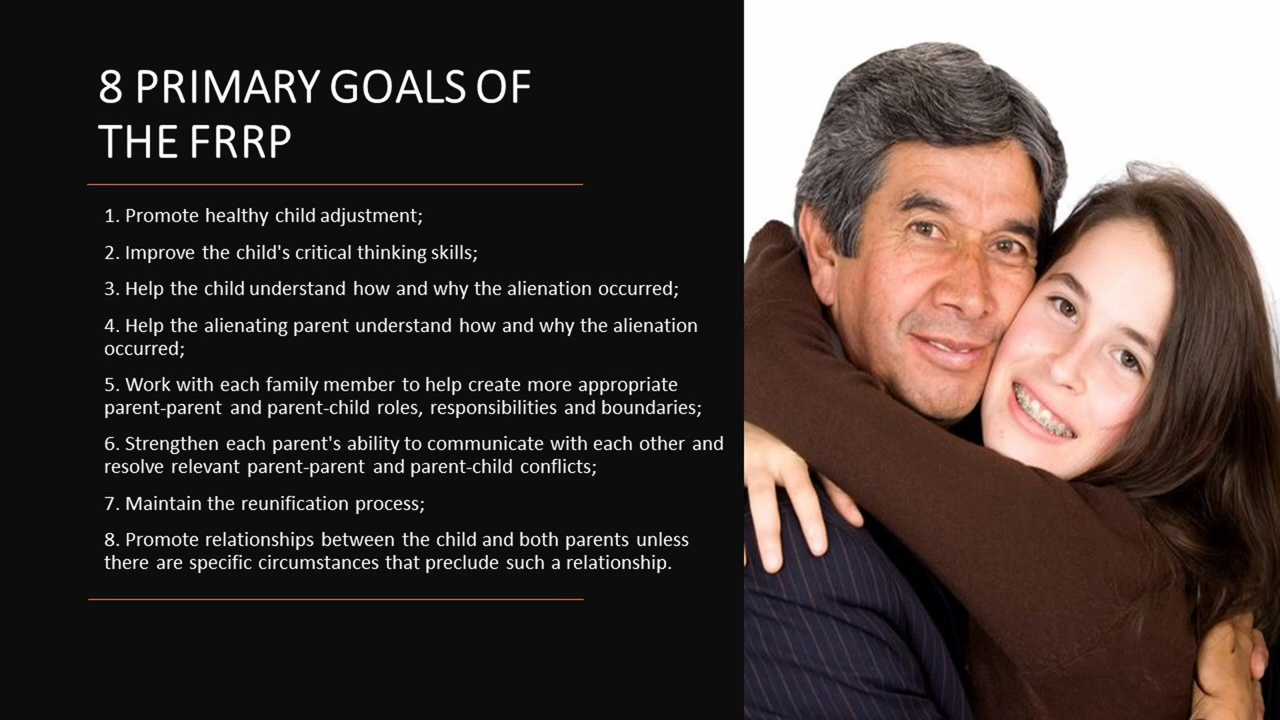 8 PRIMARY GOALS OF
THE FRRP
1. Promote healthy child adjustment;
2. Improve the child's critical thinking skills;
3. Help the child understand how and why the alienation occurred;
4. Help the alienating parent understand how and why the alienation
occurred;
5. Work with each family member to help create more appropriate
parent-parent and parent-child roles, responsibilities and boundaries;
6. Strengthen each parent's ability to communicate with each other and
resolve relevant parent-parent and parent-child conflicts;
7. Maintain the reunification process;
8. Promote relationships between the child and both parents unless
there are specific circumstances that preclude such a relationship.